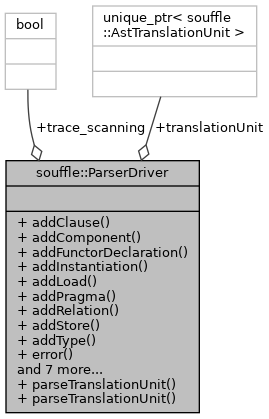 bool
unique_ptr< souffle
::AstTranslationUnit >
+trace_scanning
+translationUnit
souffle::ParserDriver
+ addClause()
+ addComponent()
+ addFunctorDeclaration()
+ addInstantiation()
+ addLoad()
+ addPragma()
+ addRelation()
+ addStore()
+ addType()
+ error()
and 7 more...
+ parseTranslationUnit()
+ parseTranslationUnit()